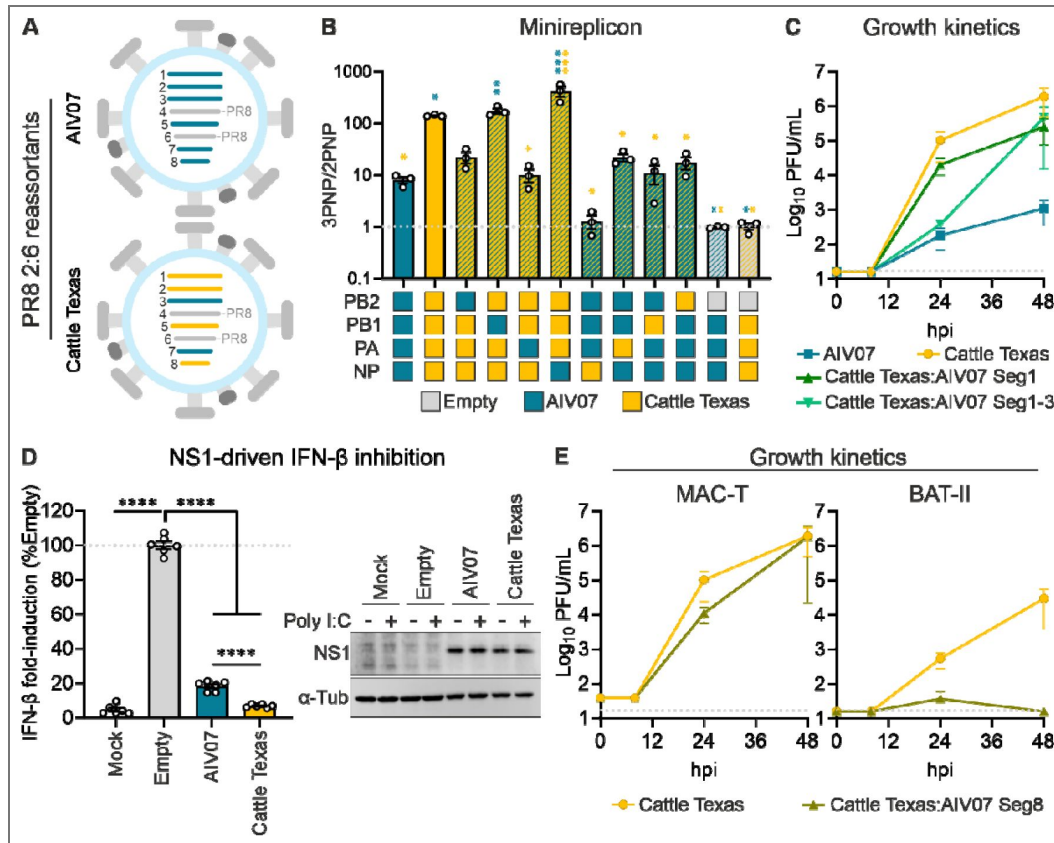 A
PR8 2:6 reassortants
AIV07
1
2
3
4
PR8
5
6
PR8
7
8
Cattle Texas
1
2
3
4
PR8
5
6
PR8
7
8
B
Minireplicon
3PNP/2PNP
1000
100
10
1
0.1
* * * * * * * * * * * * * * * * * *
PB2
PB1
PA
NP
Empty AIV07 Cattle Texas
C
Growth kinetics
Log10 PFU/mL
7
6
5
4
3
2
1
0 12 24 36 48
hpi
AIV07 Cattle Texas
Cattle Texas:AIV07 Seg1
Cattle Texas:AIV07 Seg1-3
D
NS1-driven IFN-β inhibition
IFN-β fold-induction (%Empty)
120
100
80
60
40
20
0
**** ****
****
Mock Empty AIV07 Cattle Texas
Mock Empty AIV07 Cattle Texas
Poly I:C - + - + - + - +
NS1
α-Tub
E
Growth kinetics
MAC-T BAT-II
Log10 PFU/mL
7
6
5
4
3
2
1
0 12 24 36 48
hpi
7
6
5
4
3
2
1
0 12 24 36 48
hpi
Cattle Texas Cattle Texas:AIV07 Seg8